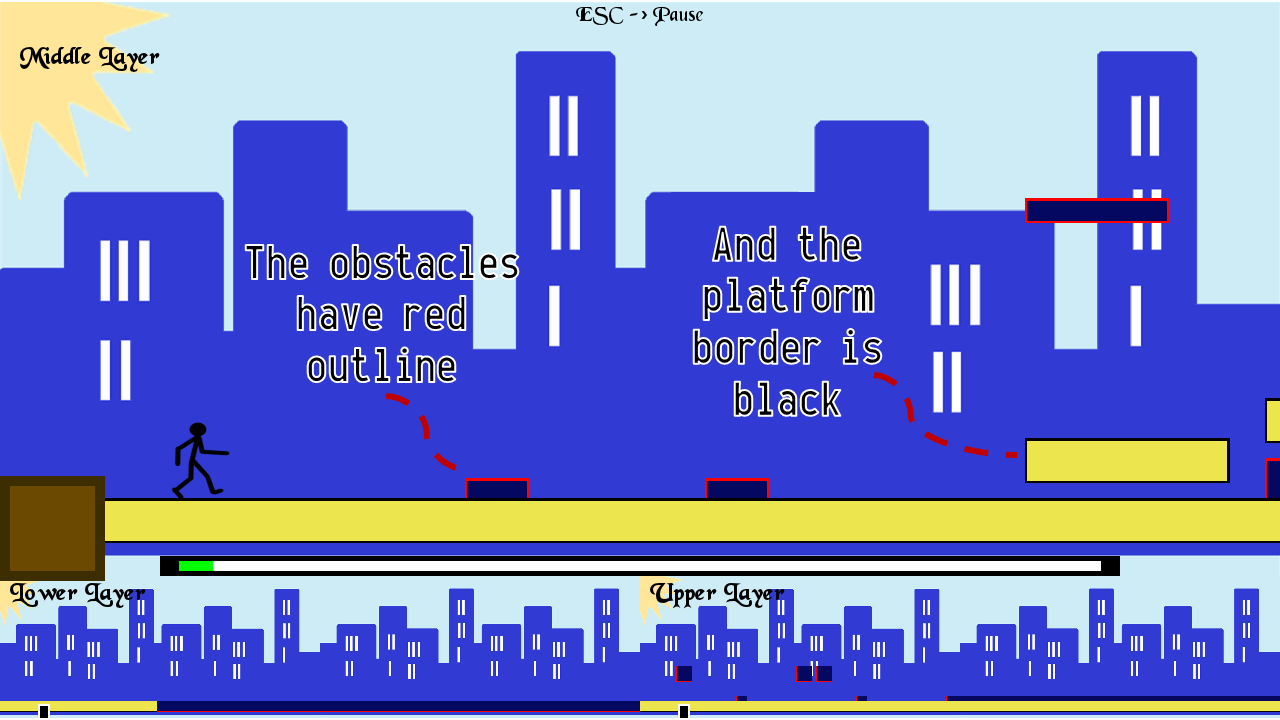 ESC -> Pause
Middle Layer
The obstacles
have red
outline
And the
platform
border is
black
Lower Layer
Upper Layer